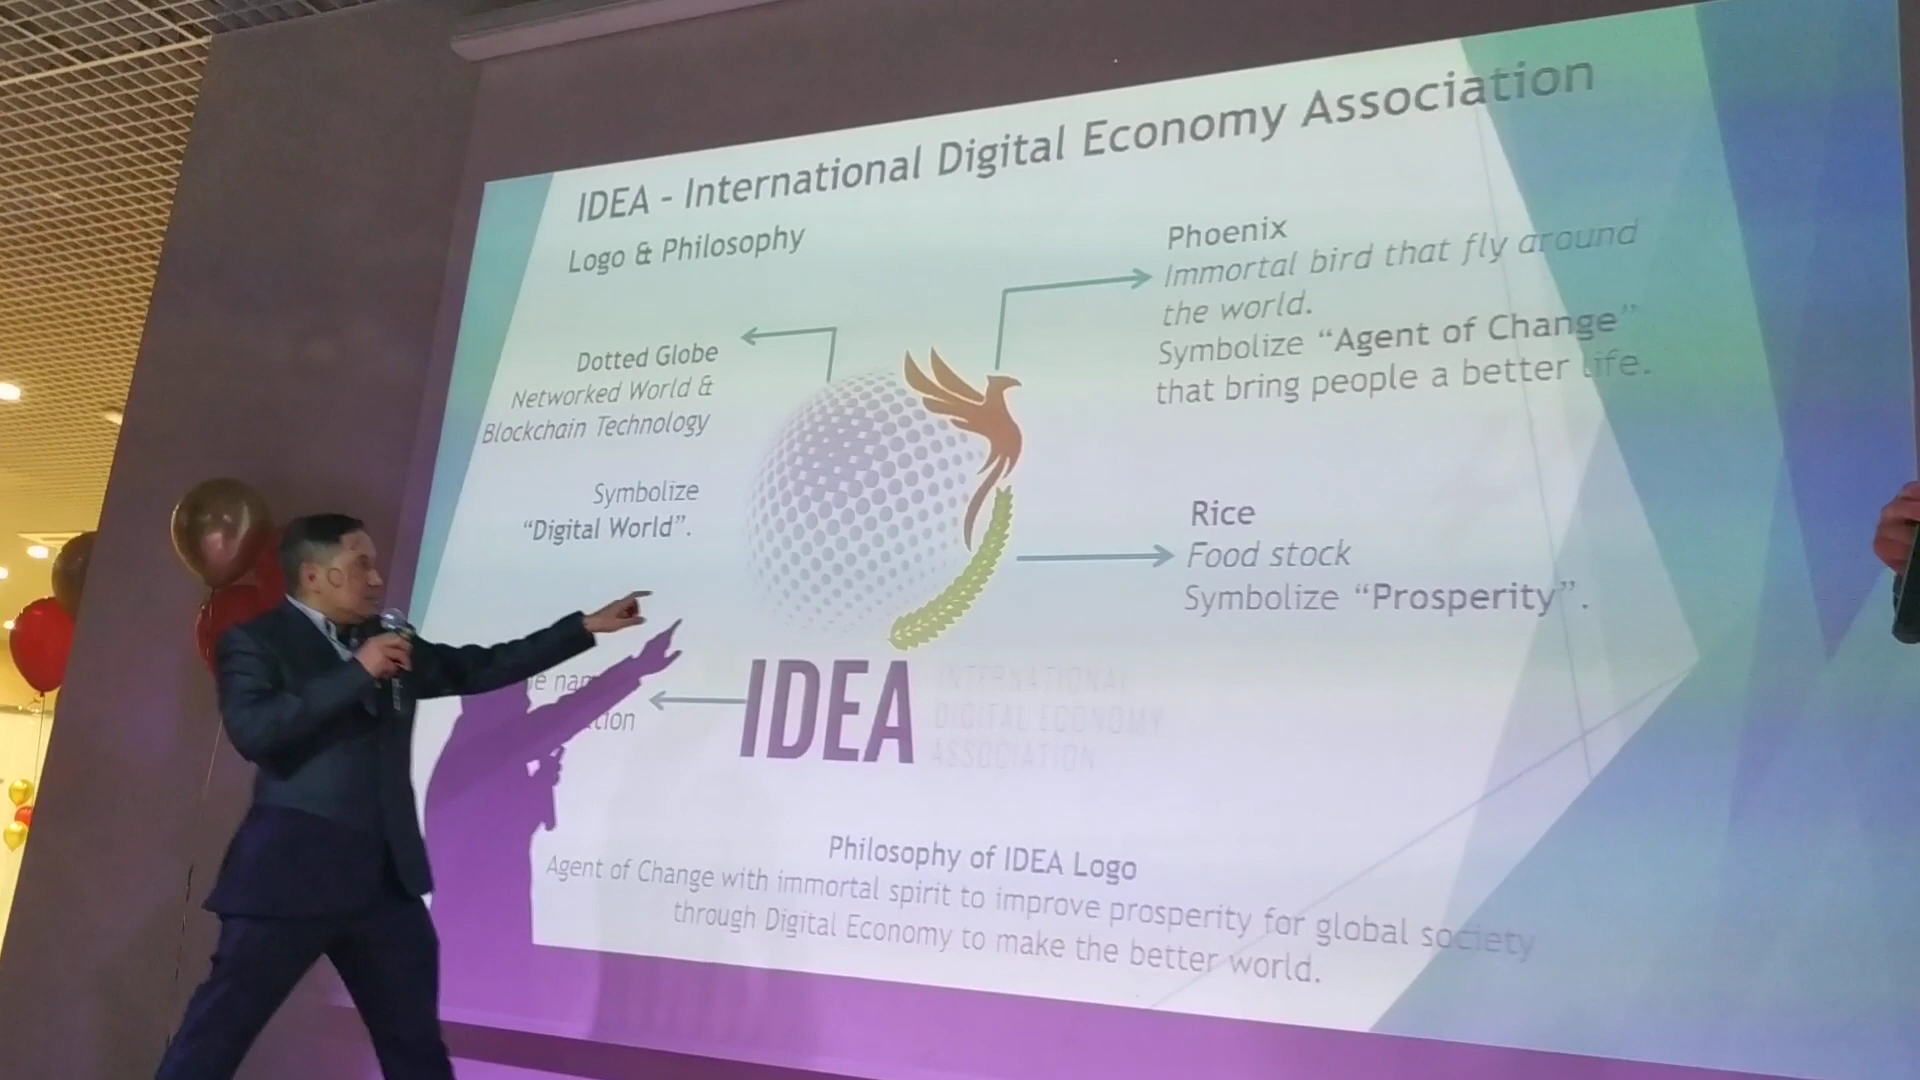 IDEA - International Digital Economy Association
Logo & Philosophy
Dotted Globe
Networked World &
Blockchain Technology
Symbolize
"Digital World".
Phoenix
Immortal bird that fly around
the world.
Symbolize "Agent of Change"
that bring people a better life.
Rice
Food stock
Symbolize "Prosperity".
IDEA
INTERNATIONAL
DIGITAL ECONOMY
ASSOCIATION
Philosophy of IDEA Logo
Agent of Change with immortal spirit to improve prosperity for global society
through Digital Economy to make the better world.